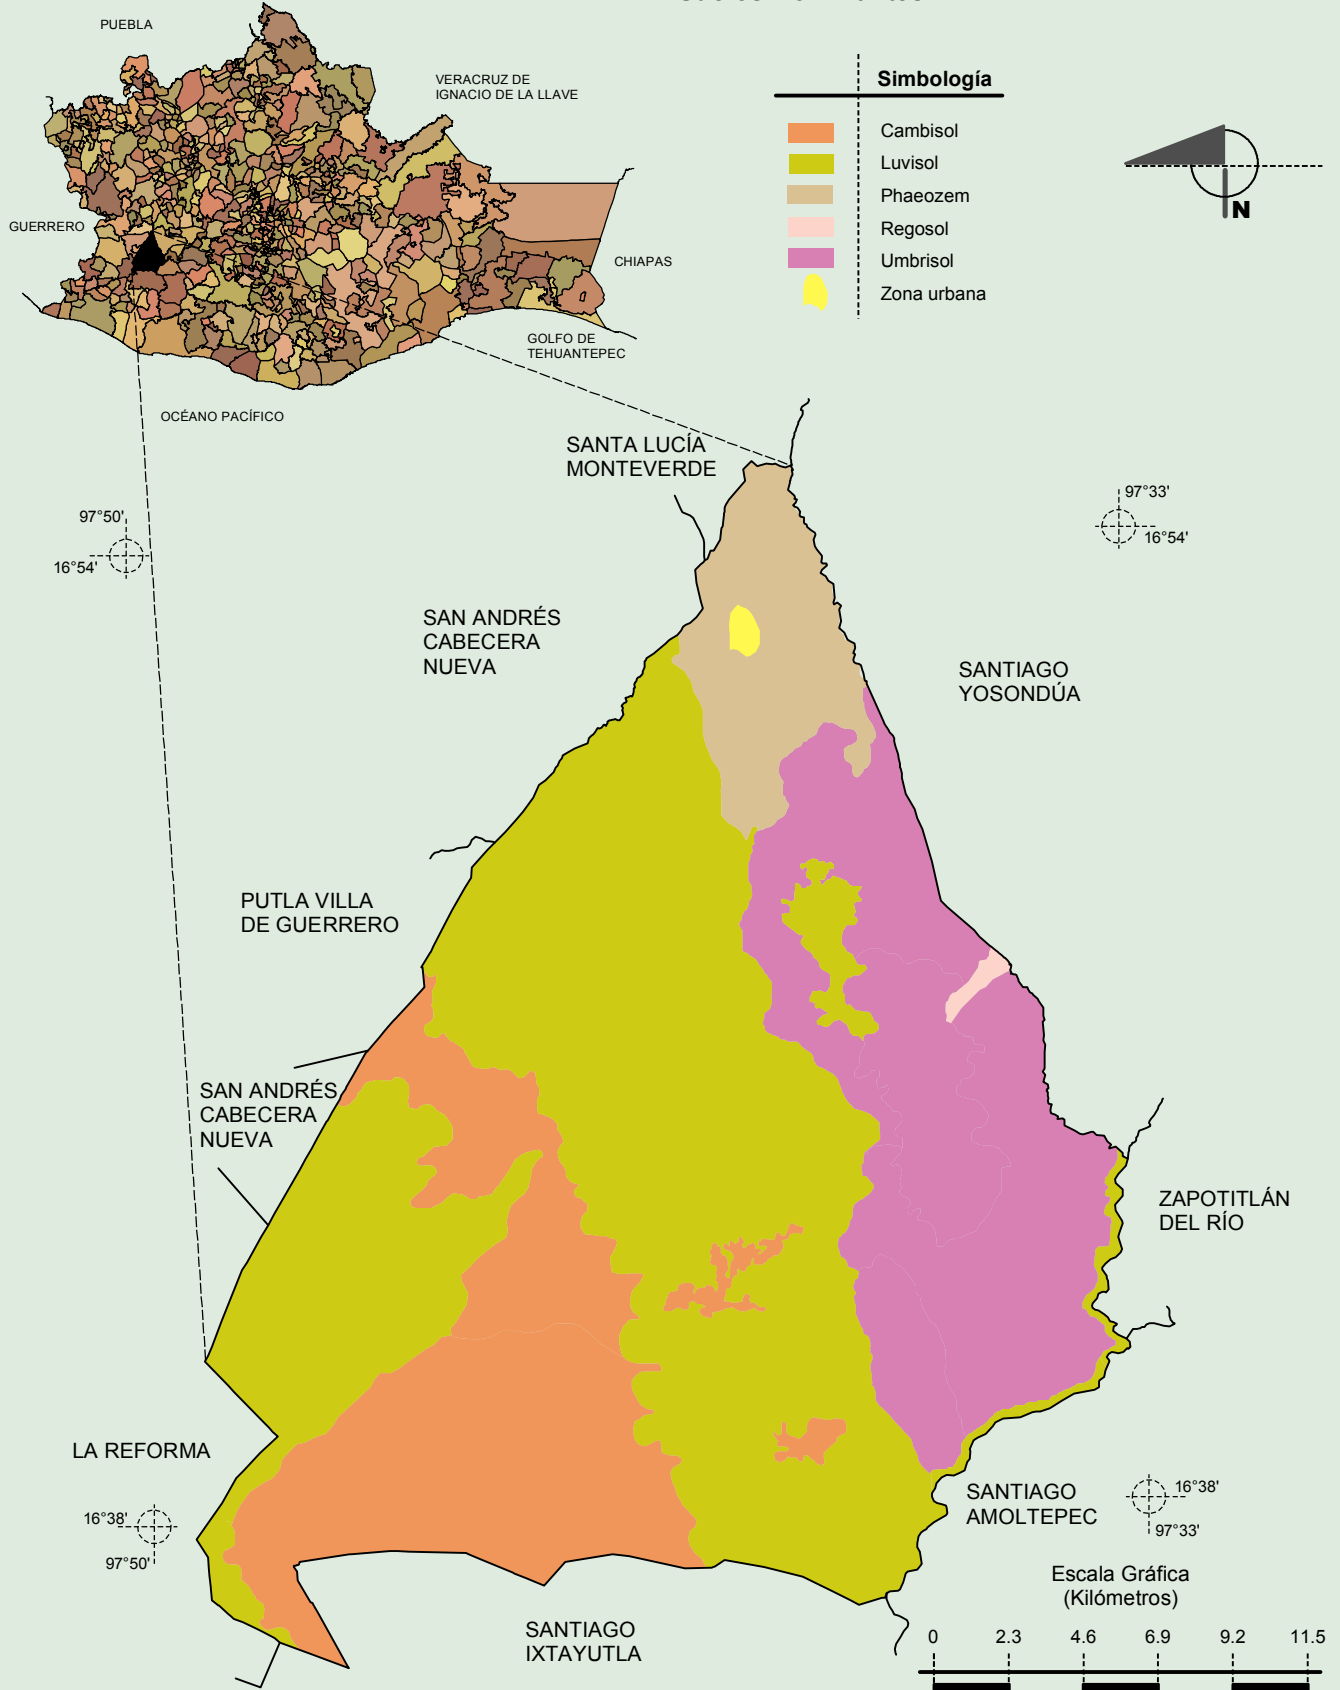 PUEBLA
VERACRUZ DE
IGNACIO DE LA LLAVE
GUERRERO
CHIAPAS
GOLFO DE
TEHUANTEPEC
OCÉANO PACÍFICO
Simbología
Cambisol
Luvisol
Phaeozem
Regosol
Umbrisol
Zona urbana
N
SANTA LUCÍA
MONTEVERDE
97°50'
16°54'
97°33'
16°54'
SAN ANDRÉS
CABECERA
NUEVA
SANTIAGO
YOSONDÚA
PUTLA VILLA
DE GUERRERO
SAN ANDRÉS
CABECERA
NUEVA
ZAPOTITLÁN
DEL RÍO
LA REFORMA
16°38'
97°50'
SANTIAGO
AMOLTEPEC
16°38'
97°33'
SANTIAGO
IXTAYUTLA
Escala Gráfica
(Kilómetros)
0 2.3 4.6 6.9 9.2 11.5